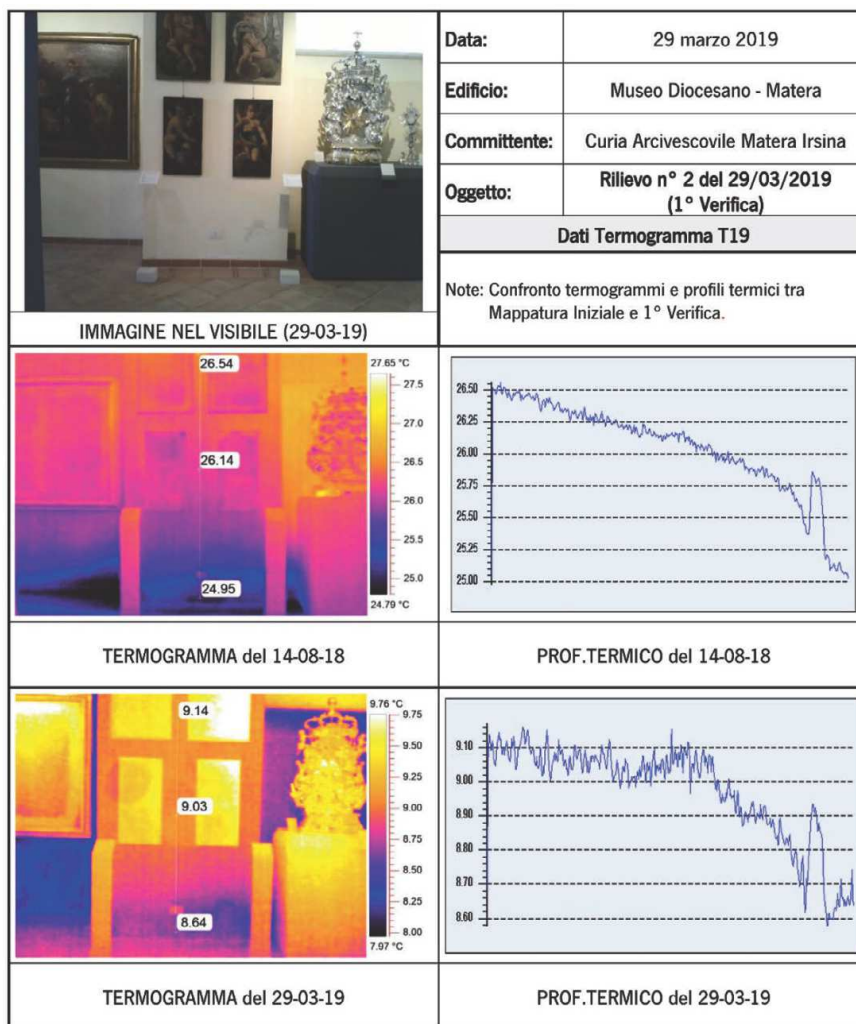 Data:
29 marzo 2019
Edificio:
Museo Diocesano - Matera
Committente:
Curia Arcivescovile Matera Irsina
Oggetto:
Rilievo n° 2 del 29/03/2019
(1° Verifica)
Dati Termogramma T19
Note: Confronto termogrammi e profili termici tra
Mappatura Iniziale e 1° Verifica.
IMMAGINE NEL VISIBILE (29-03-19)
26.54
26.14
24.95
27.65 °C
27.5
27.0
26.5
26.0
25.5
25.0
24.79 °C
26.50
26.25
26.00
25.75
25.50
25.25
25.00
TERMOGRAMMA del 14-08-18
PROF.TERMICO del 14-08-18
9.14
9.03
8.64
9.76 °C
9.75
9.50
9.25
9.00
8.75
8.50
8.25
8.00
7.97 °C
9.10
9.00
8.90
8.80
8.70
8.60
TERMOGRAMMA del 29-03-19
PROF.TERMICO del 29-03-19